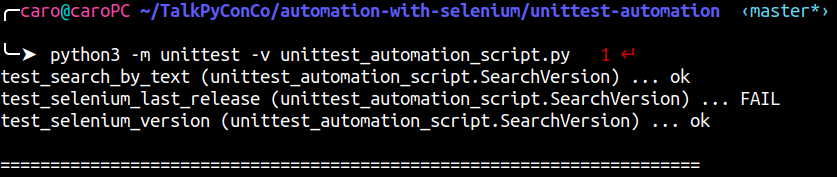 ╭─caro@caroPC ~/TalkPyConCo/automation-with-selenium/unittest-automation ‹master*›
╰─➤ python3 -m unittest -v unittest_automation_script.py 1 ↵
test_search_by_text (unittest_automation_script.SearchVersion) ... ok
test_selenium_last_release (unittest_automation_script.SearchVersion) ... FAIL
test_selenium_version (unittest_automation_script.SearchVersion) ... ok
======================================================================